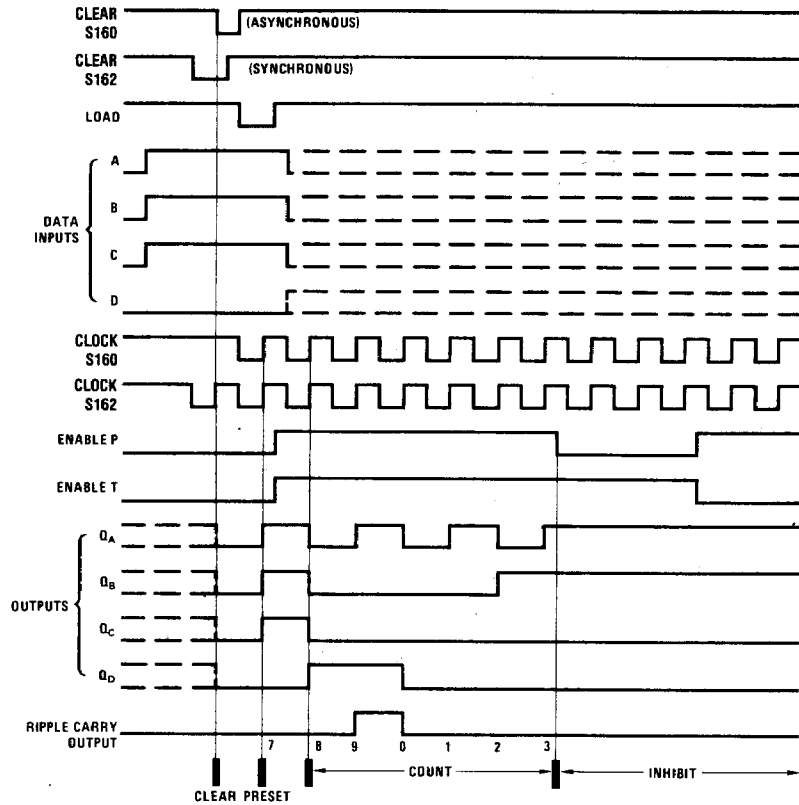 CLEAR
S160
(ASYNCHRONOUS)
CLEAR
S162
(SYNCHRONOUS)
LOAD
A
B
DATA
INPUTS
C
D
CLOCK
S160
CLOCK
S162
ENABLE P
ENABLE T
QA
QB
OUTPUTS
QC
QD
RIPPLE CARRY
OUTPUT
7 8 9 0 1 2 3
COUNT
INHIBIT
CLEAR PRESET